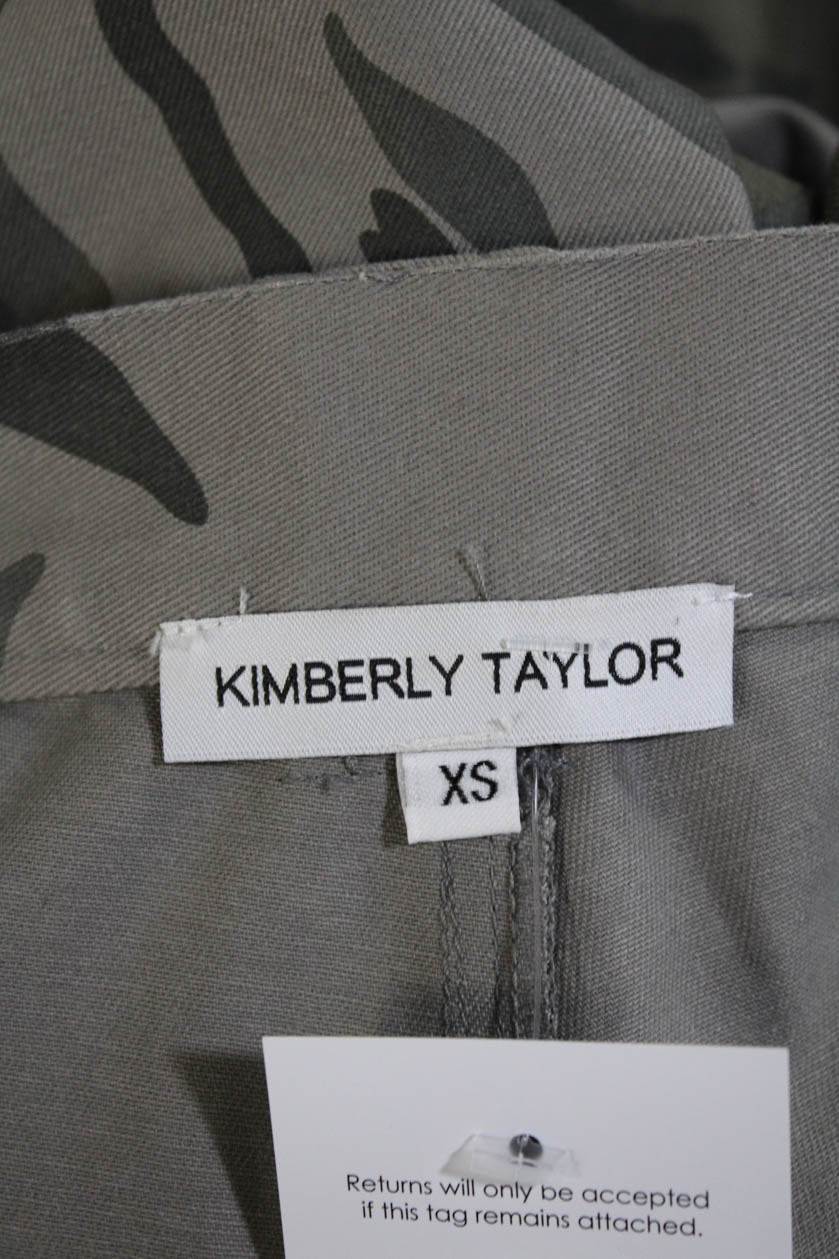 KIMBERLY TAYLOR
XS
Returns will only be accepted
if this tag remains attached.